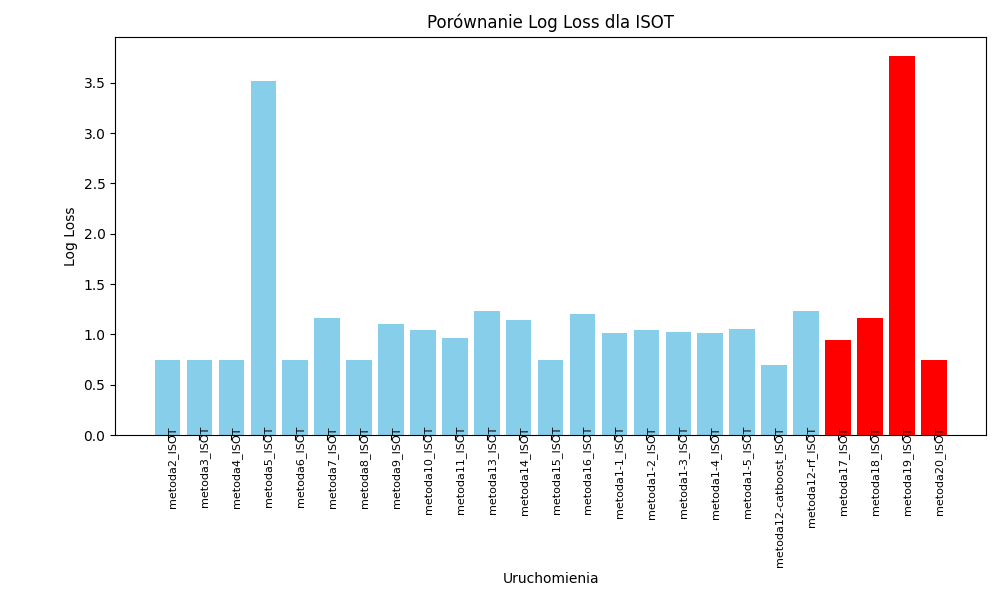 Porównanie Log Loss dla ISOT
Log Loss
3.5
3.0
2.5
2.0
1.5
1.0
0.5
0.0
metoda2_ISOT
metoda3_ISOT
metoda4_ISOT
metoda5_ISOT
metoda6_ISOT
metoda7_ISOT
metoda8_ISOT
metoda9_ISOT
metoda10_ISOT
metoda11_ISOT
metoda13_ISOT
metoda14_ISOT
metoda15_ISOT
metoda16_ISOT
metoda1-1_ISOT
metoda1-2_ISOT
metoda1-3_ISOT
metoda1-4_ISOT
metoda1-5_ISOT
metoda12-catboost_ISOT
metoda12-rf_ISOT
metoda17_ISOT
metoda18_ISOT
metoda19_ISOT
metoda20_ISOT
Uruchomienia